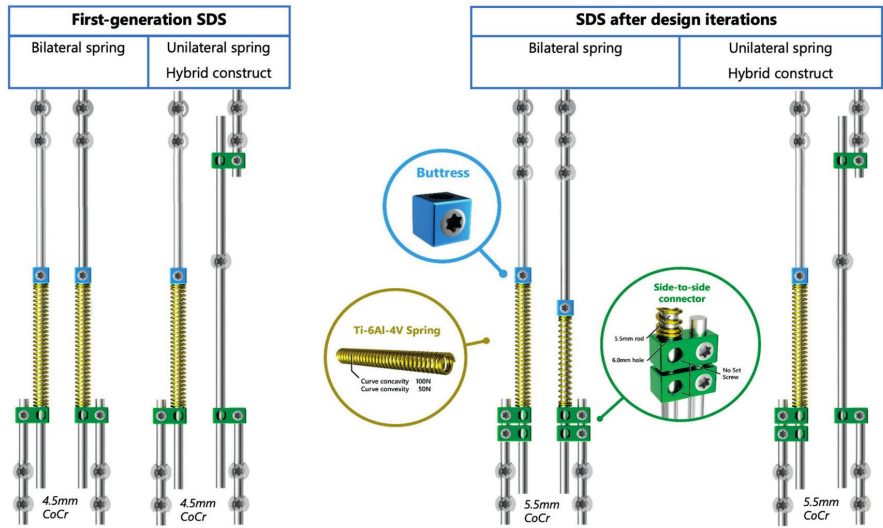 First-generation SDS
Bilateral spring
Unilateral spring
Hybrid construct
SDS after design iterations
Bilateral spring
Unilateral spring
Hybrid construct
Buttress
Ti-6Al-4V Spring
Curve concavity 100N
Curve convexity 50N
Side-to-side
connector
5.5mm rod
6.0mm hole
No Set
Screw
4.5mm
CoCr
4.5mm
CoCr
5.5mm
CoCr
5.5mm
CoCr